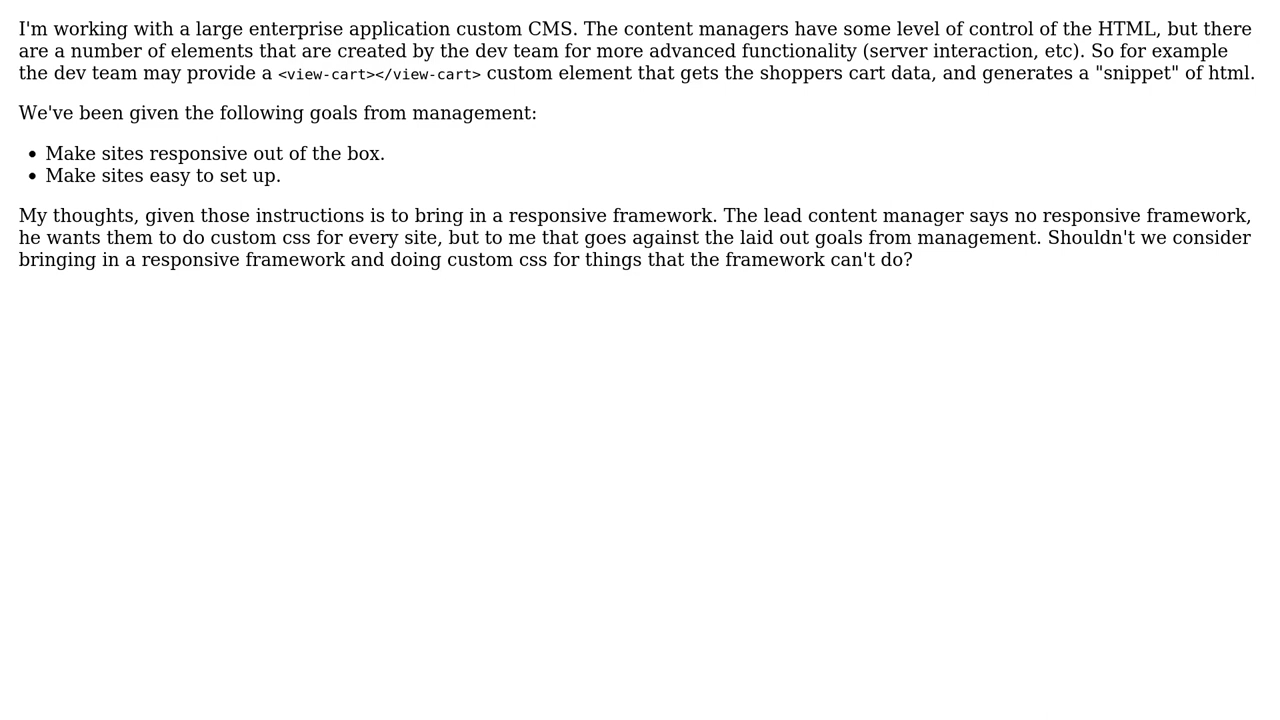 I'm working with a large enterprise application custom CMS. The content managers have some level of control of the HTML, but there
are a number of elements that are created by the dev team for more advanced functionality (server interaction, etc). So for example
the dev team may provide a <view-cart></view-cart> custom element that gets the shoppers cart data, and generates a "snippet" of html.
We've been given the following goals from management:
• Make sites responsive out of the box.
• Make sites easy to set up.
My thoughts, given those instructions is to bring in a responsive framework. The lead content manager says no responsive framework,
he wants them to do custom css for every site, but to me that goes against the laid out goals from management. Shouldn't we consider
bringing in a responsive framework and doing custom css for things that the framework can't do?